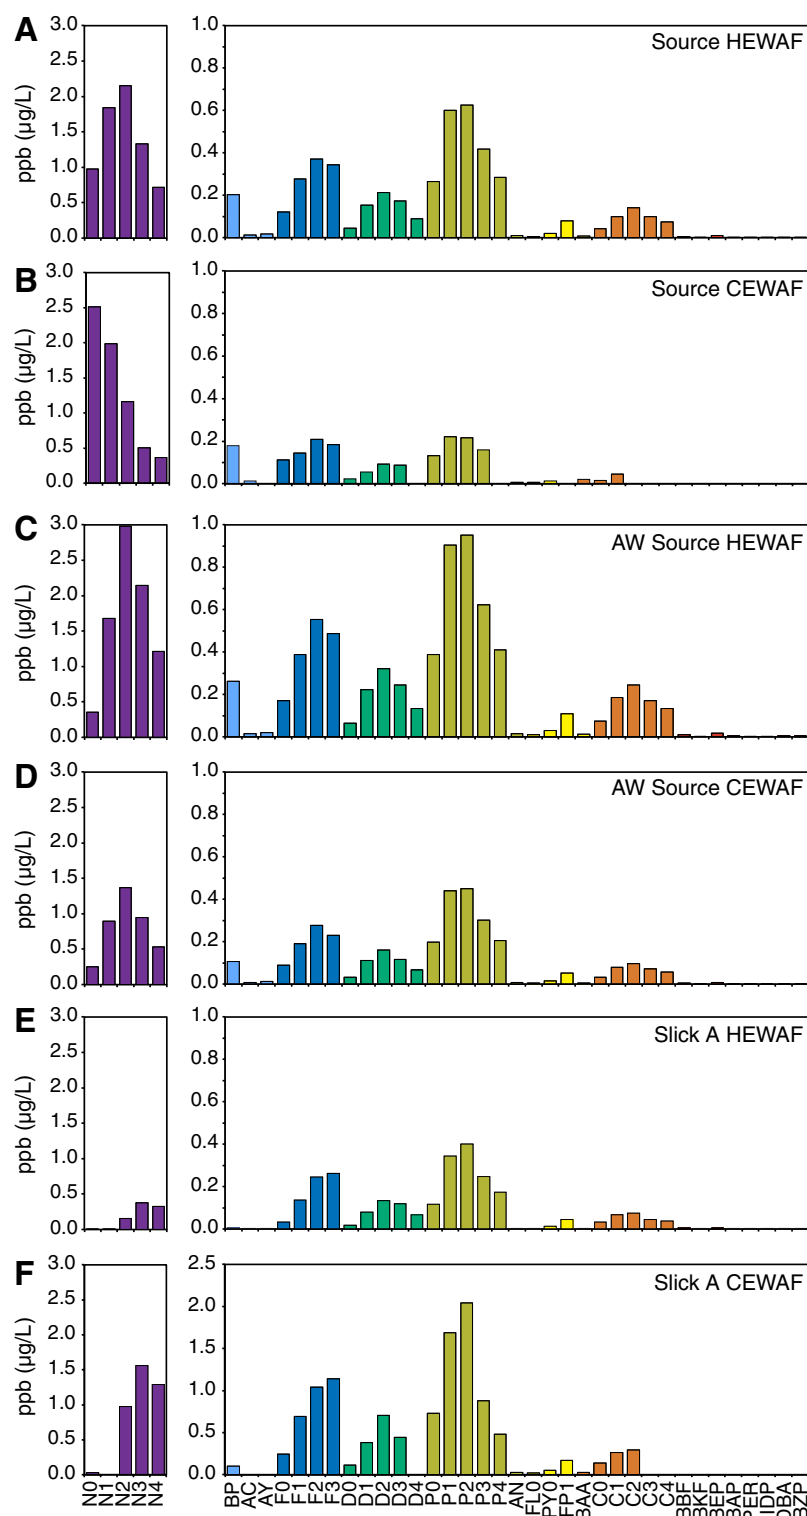 A
ppb (µg/L)
3.0
2.5
2.0
1.5
1.0
0.5
0.0
1.0
0.8
0.6
0.4
0.2
0.0
Source HEWAF
B
ppb (µg/L)
3.0
2.5
2.0
1.5
1.0
0.5
0.0
1.0
0.8
0.6
0.4
0.2
0.0
Source CEWAF
C
ppb (µg/L)
3.0
2.5
2.0
1.5
1.0
0.5
0.0
1.0
0.8
0.6
0.4
0.2
0.0
AW Source HEWAF
D
ppb (µg/L)
3.0
2.5
2.0
1.5
1.0
0.5
0.0
1.0
0.8
0.6
0.4
0.2
0.0
AW Source CEWAF
E
ppb (µg/L)
3.0
2.5
2.0
1.5
1.0
0.5
0.0
1.0
0.8
0.6
0.4
0.2
0.0
Slick A HEWAF
F
ppb (µg/L)
3.0
2.5
2.0
1.5
1.0
0.5
0.0
2.5
2.0
1.5
1.0
0.5
0.0
Slick A CEWAF
N0
N1
N2
N3
N4
BP
AC
AY
F0
F1
F2
F3
D0
D1
D2
D3
D4
P0
P1
P2
P3
P4
AN
FL0
PY0
FP1
BAA
C0
C1
C2
C3
C4
BBF
BKF
BEP
BAP
PER
IDP
DBA
BZP